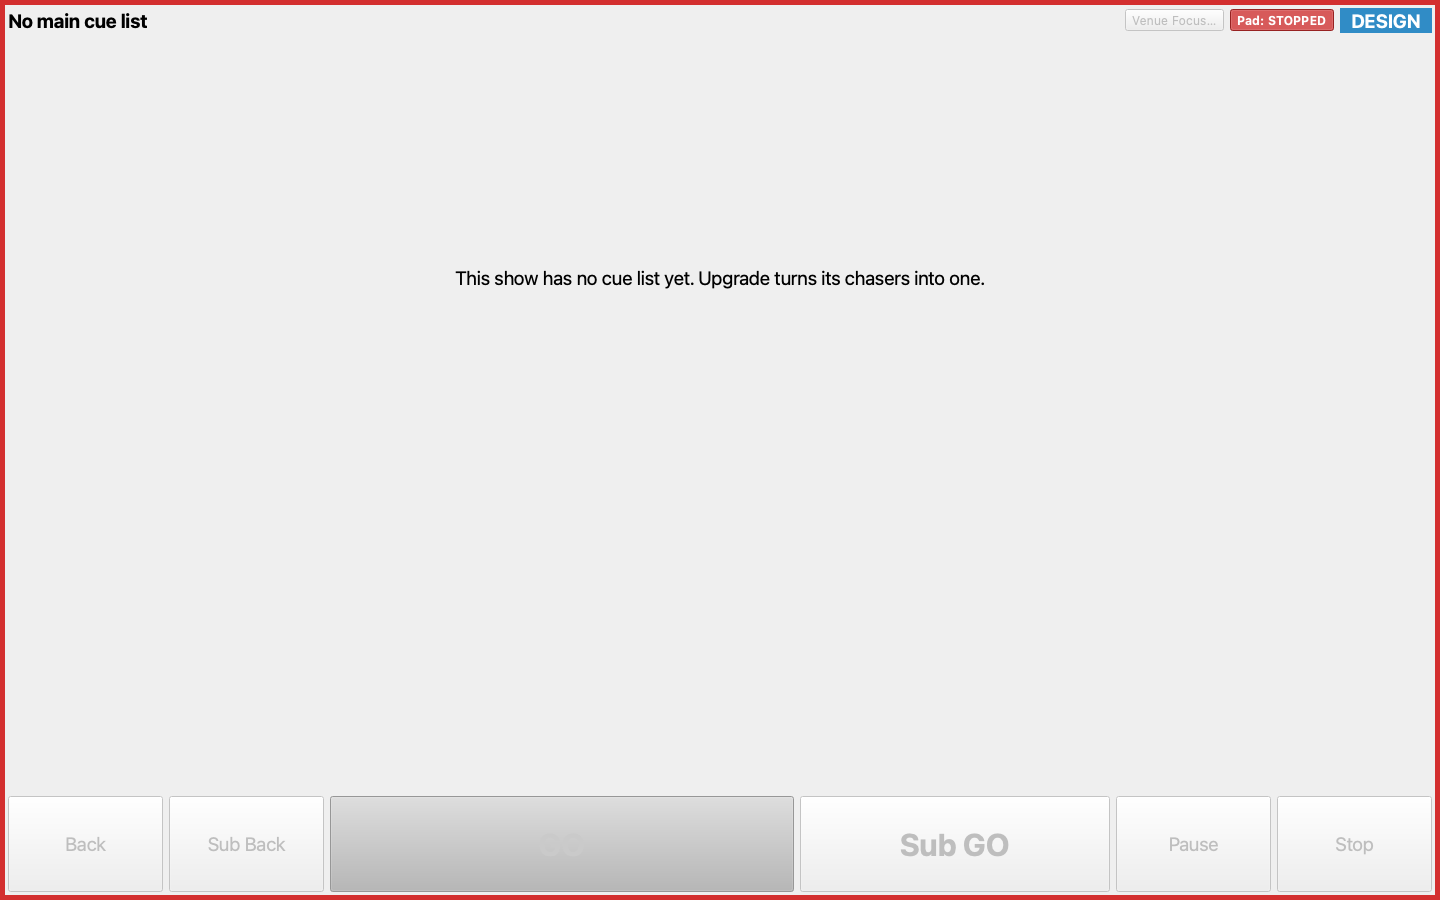 No main cue list
Venue Focus...
Pad: STOPPED
DESIGN
This show has no cue list yet. Upgrade turns its chasers into one.
Back
Sub Back
GO
Sub GO
Pause
Stop